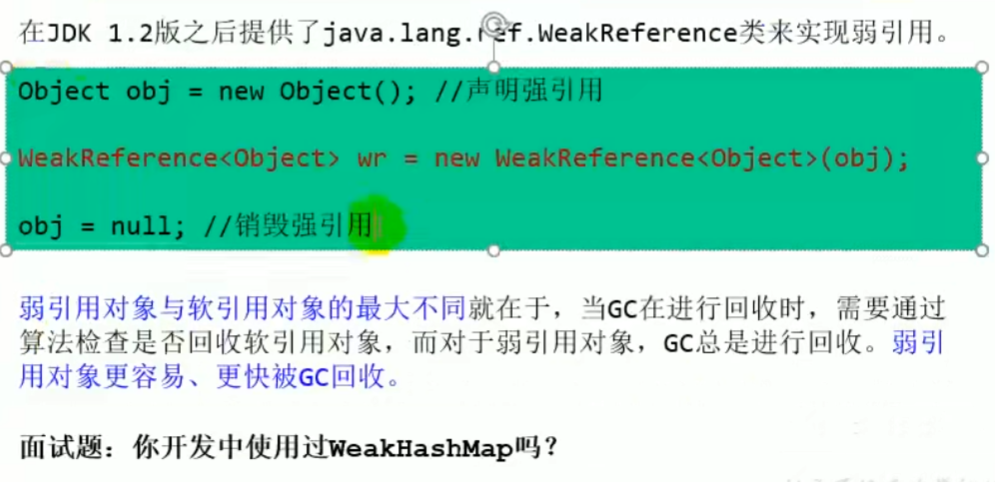 在JDK 1.2版之后提供了java.lang.ref.WeakReference类来实现弱引用。
Object obj = new Object(); //声明强引用
WeakReference<Object> wr = new WeakReference<Object>(obj);
obj = null; //销毁强引用
弱引用对象与软引用对象的最大不同就在于，当GC在进行回收时，需要通过
算法检查是否回收软引用对象，而对于弱引用对象，GC总是进行回收。弱引
用对象更容易、更快被GC回收。
面试题：你开发中使用过WeakHashMap吗？